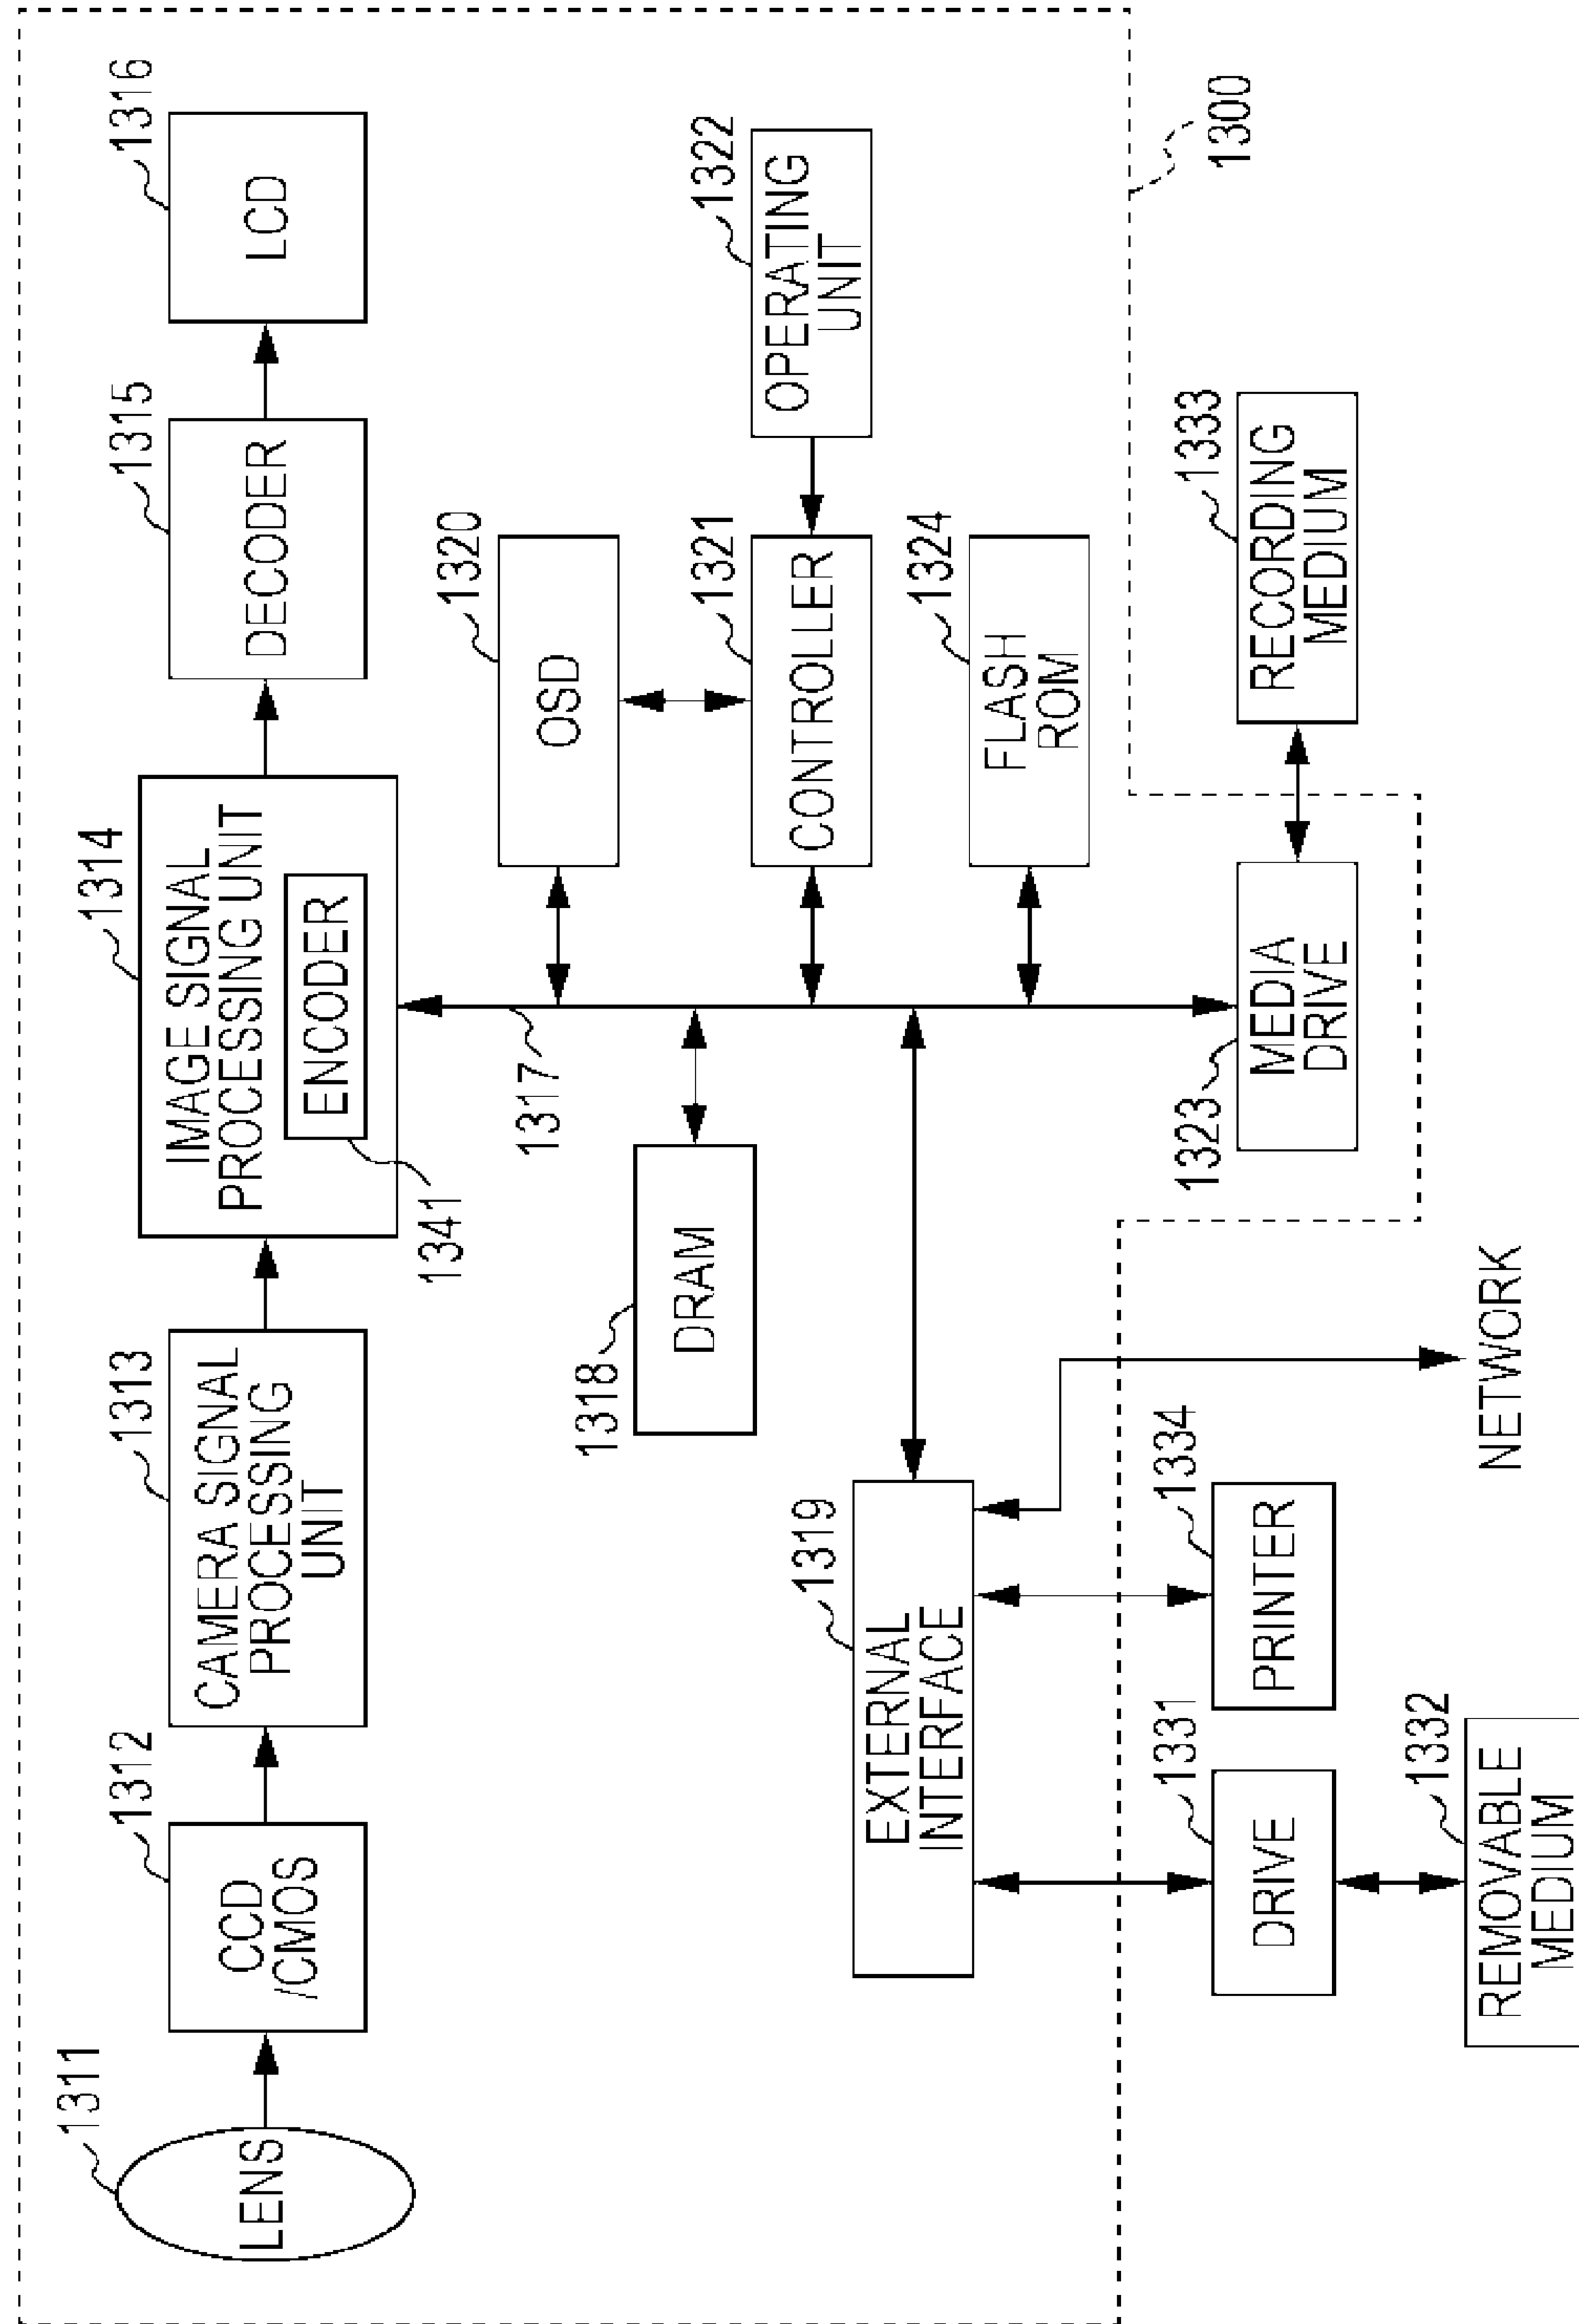 1311
LENS
1312
CCD
/CMOS
1313
CAMERA SIGNAL
PROCESSING
UNIT
1314
IMAGE SIGNAL
PROCESSING UNIT
ENCODER
1341
1315
DECODER
1316
LCD
1317
1318
DRAM
1320
OSD
1319
EXTERNAL
INTERFACE
1321
CONTROLLER
1322
OPERATING
UNIT
1324
FLASH
ROM
1300
1331
DRIVE
1334
PRINTER
1323
MEDIA
DRIVE
1333
RECORDING
MEDIUM
1332
REMOVABLE
MEDIUM
NETWORK